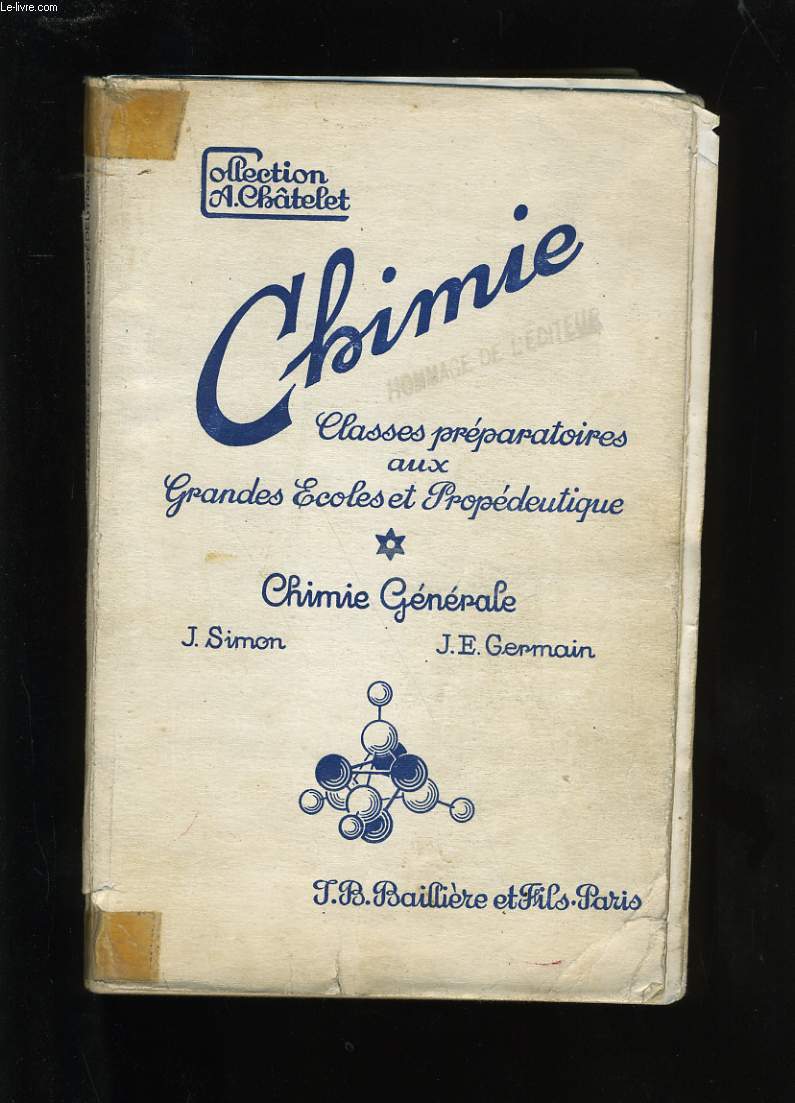 Le-livre.com
Collection
A. Châtelet
Chimie
HOMMAGE DE L'ÉDITEUR
Classes préparatoires
aux
Grandes Ecoles et Propédeutique
Chimie Générale
J. Simon J. E. Germain
J.-B. Baillière et Fils. Paris